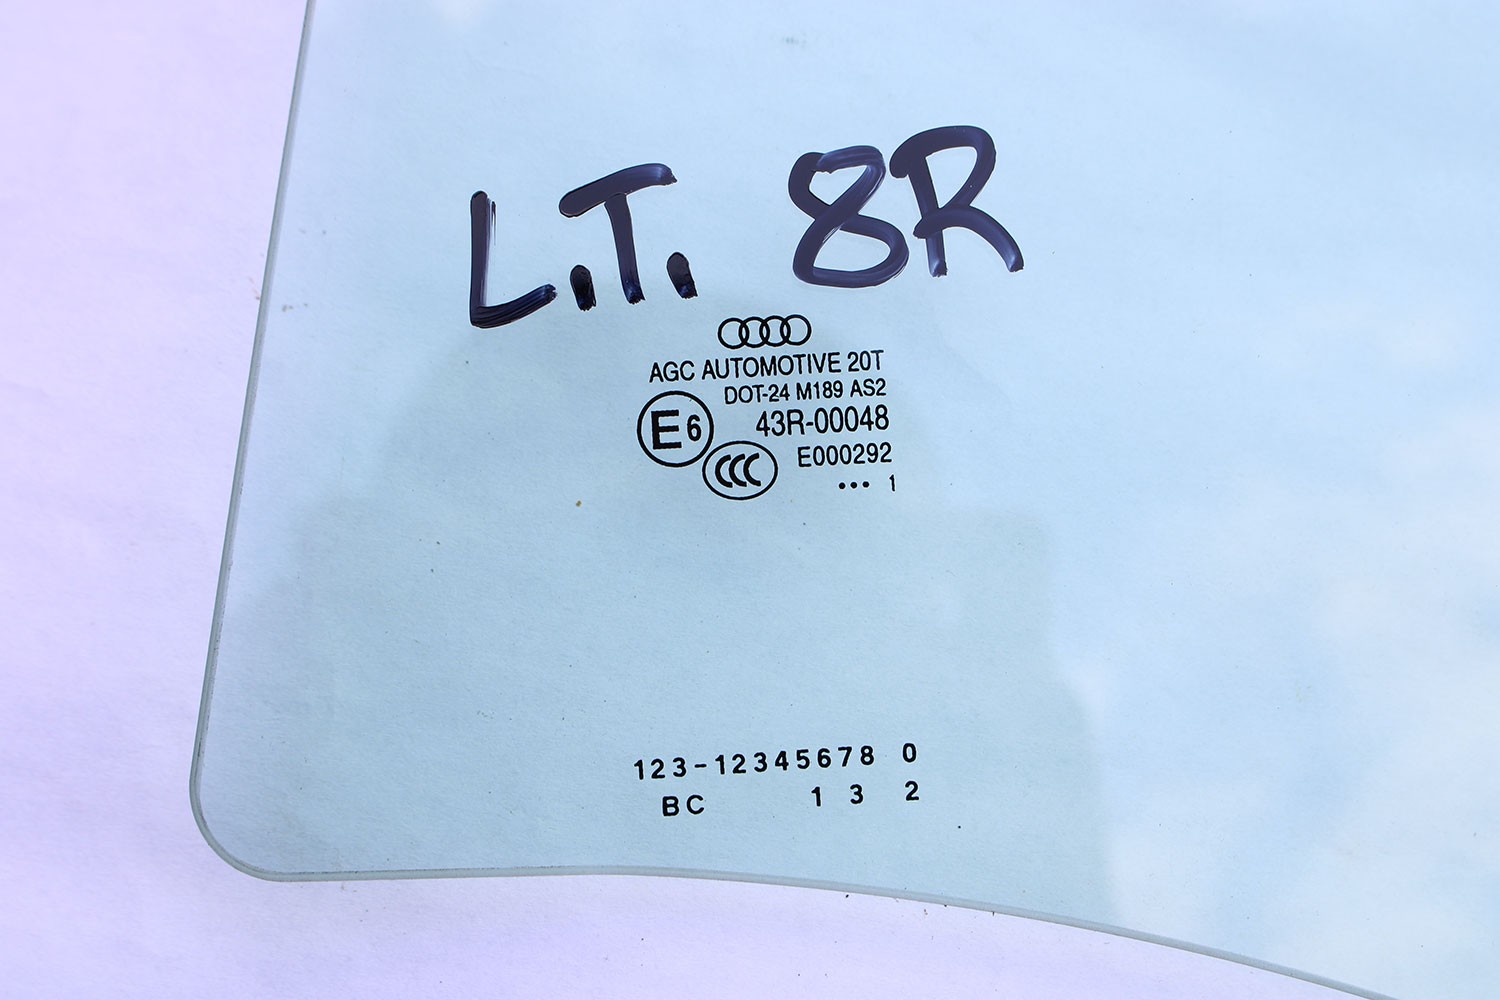 L.T. 8R
AGC AUTOMOTIVE 20T
DOT-24 M189 AS2
E6 43R-00048
CCC E000292
... 1
123-12345678 0
BC 1 3 2